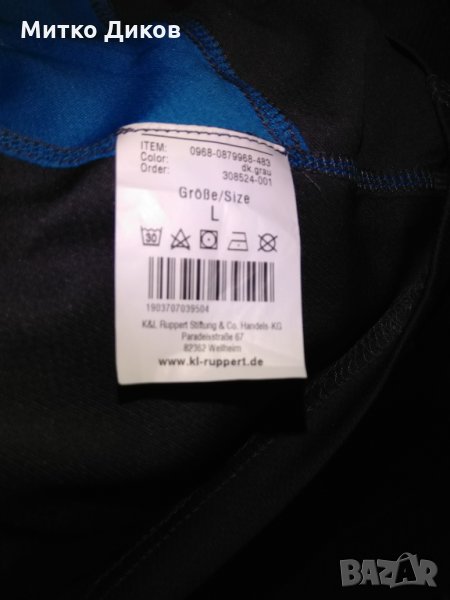 Митко Диков
ITEM: 0968-0879968-483
Color: dk.grau
Order: 308524-001
Größe/Size
L
30
1903707039504
K&L Ruppert Stiftung & Co. Handels-KG
Paradeisstraße 67
82362 Weilheim
www.kl-ruppert.de
BAZAR